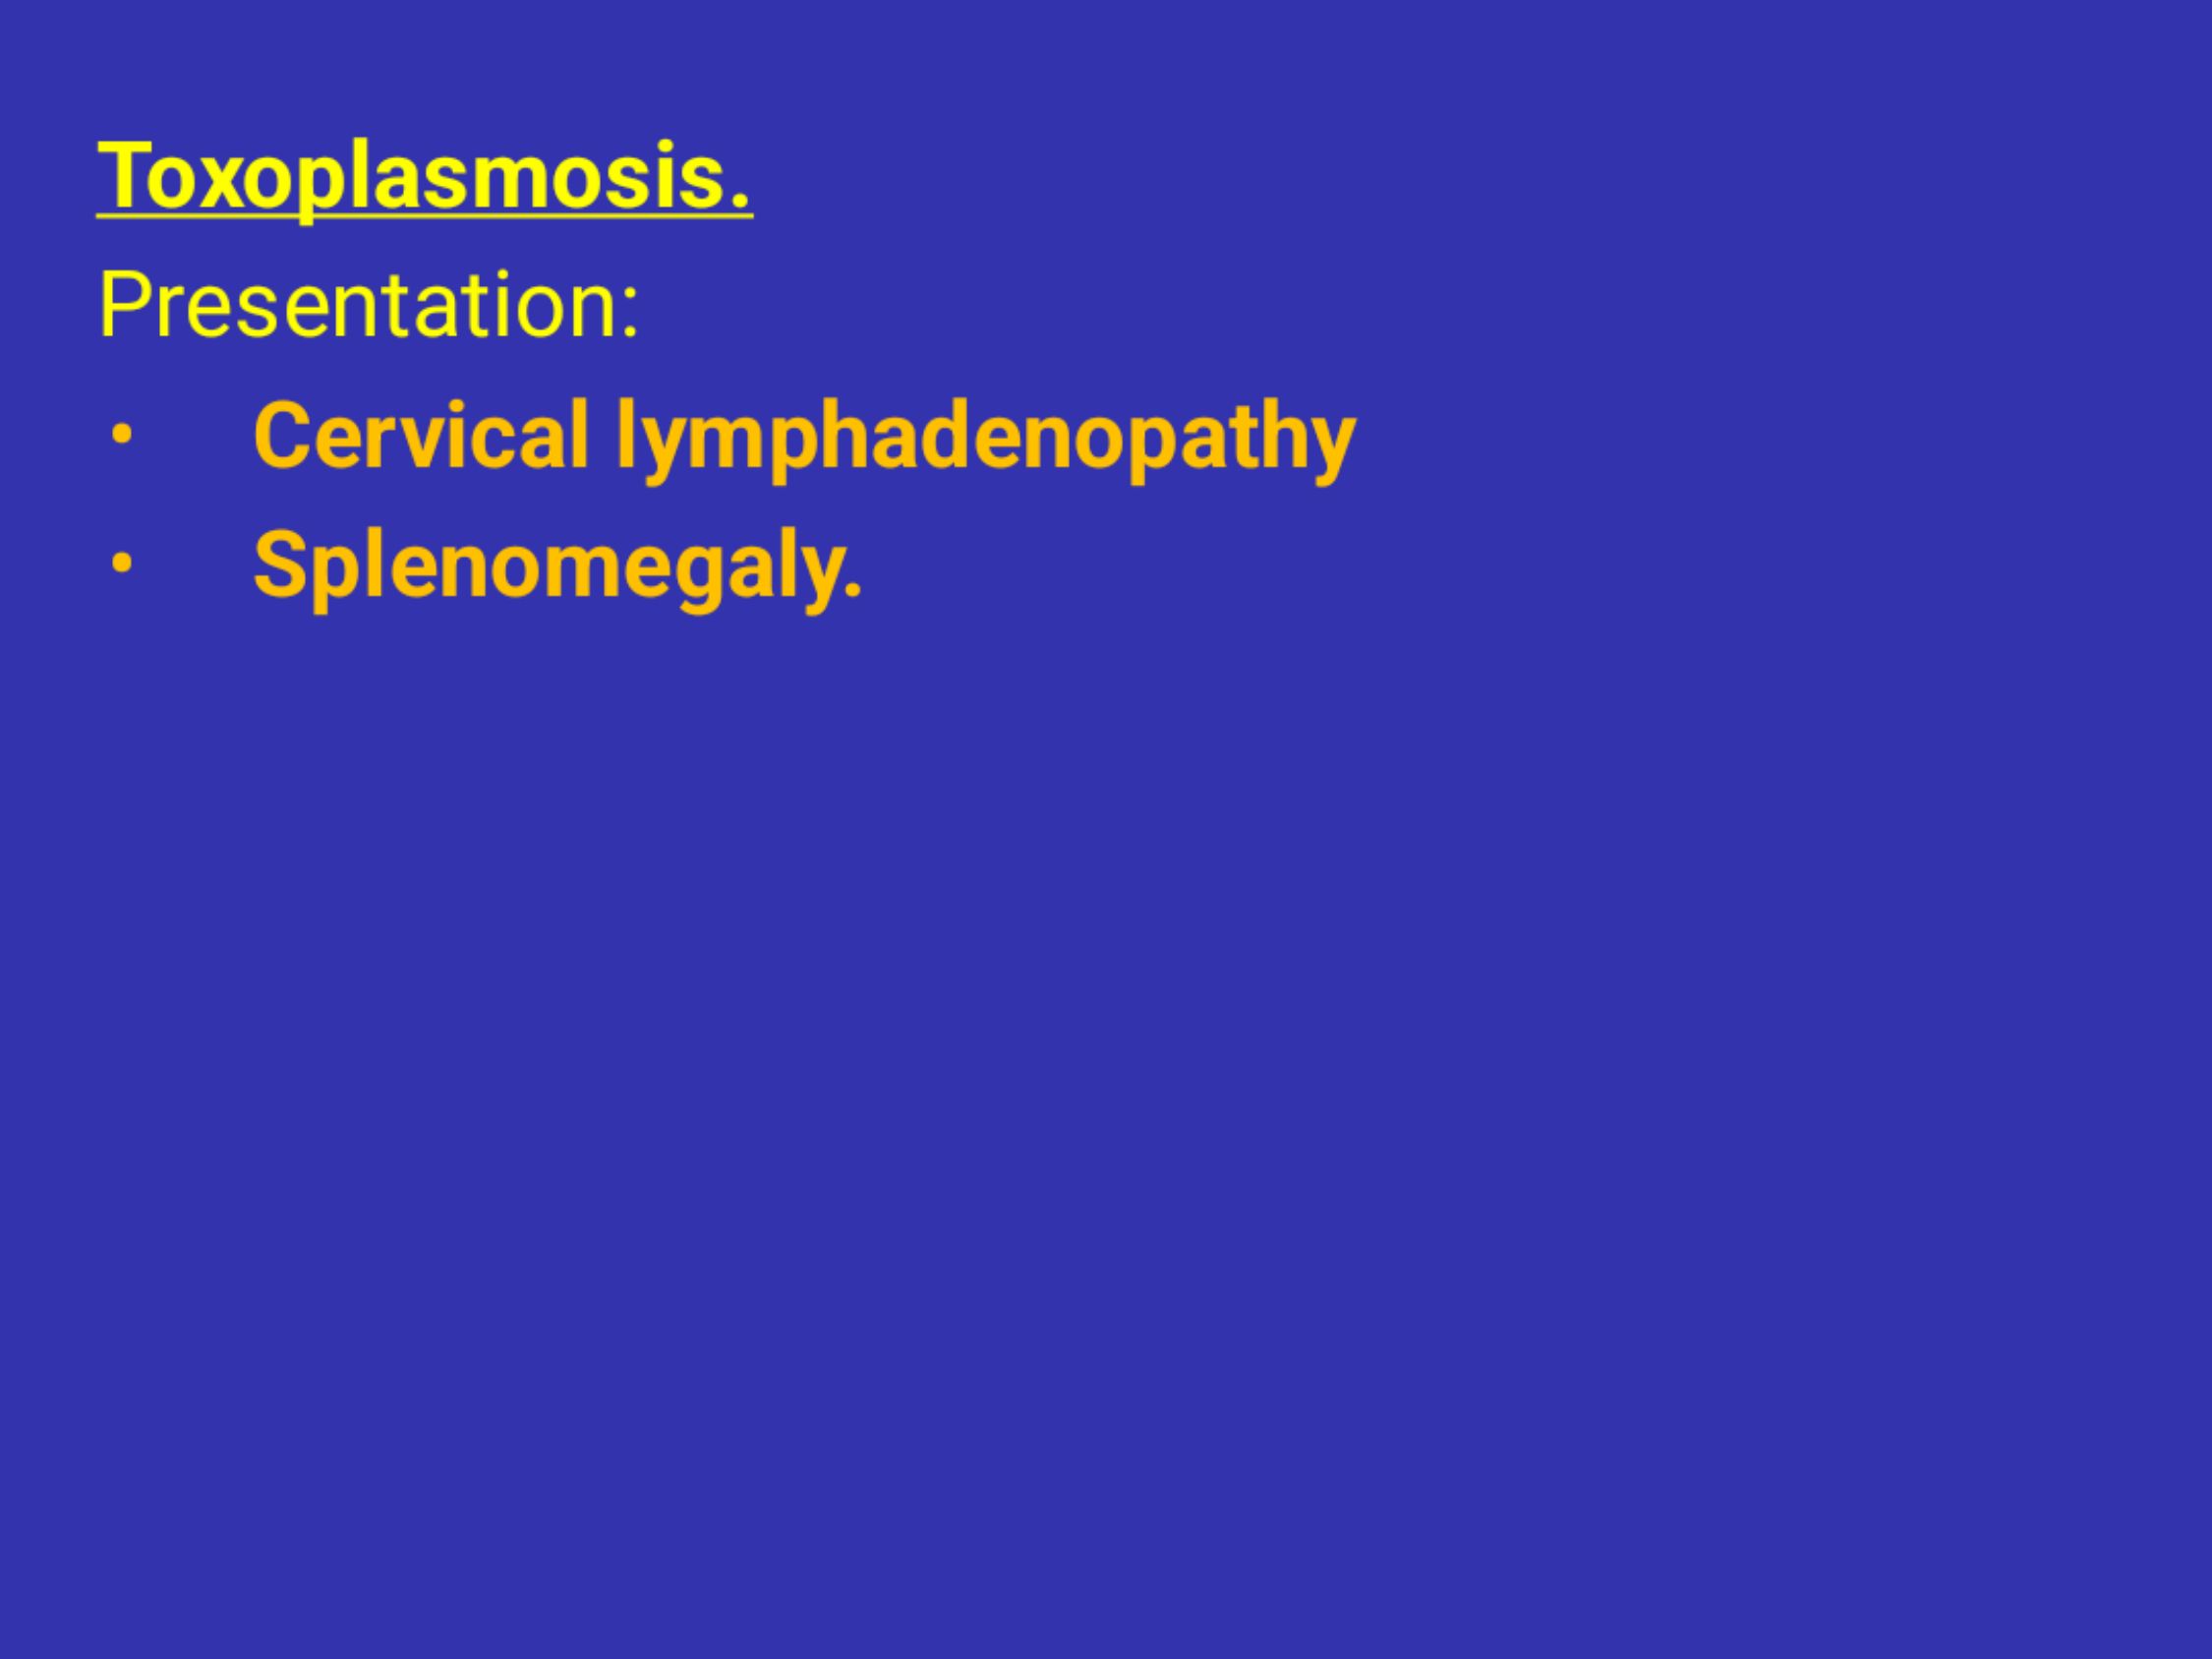 Toxoplasmosis.
Presentation:
• Cervical lymphadenopathy
• Splenomegaly.